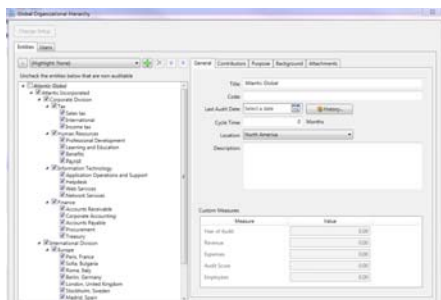 Global Organizational Hierarchy
Change Setup
Entities Users
(Highlight: None)
Uncheck the entities below that are non auditable
Atlantic Global
Atlantic Incorporated
Corporate Division
Tax
Sales tax
International
Income tax
Human Resources
Professional Development
Learning and Education
Benefits
Payroll
Information Technology
Application Operations and Support
Helpdesk
Web Services
Network Services
Finance
Accounts Receivable
Corporate Accounting
Accounts Payable
Procurement
Treasury
International Division
Europe
Paris, France
Sofia, Bulgaria
Rome, Italy
Berlin, Germany
London, United Kingdom
Stockholm, Sweden
Madrid, Spain
General Contributors Purpose Background Attachments
Title: Atlantic Global
Code:
Last Audit Date: Select a date History...
Cycle Time: 0 Months
Location: North America
Description:
Custom Measures
Measure Value
Year of Audit 0.00
Revenue 0.00
Expenses 0.00
Audit Score 0.00
Employees 0.00